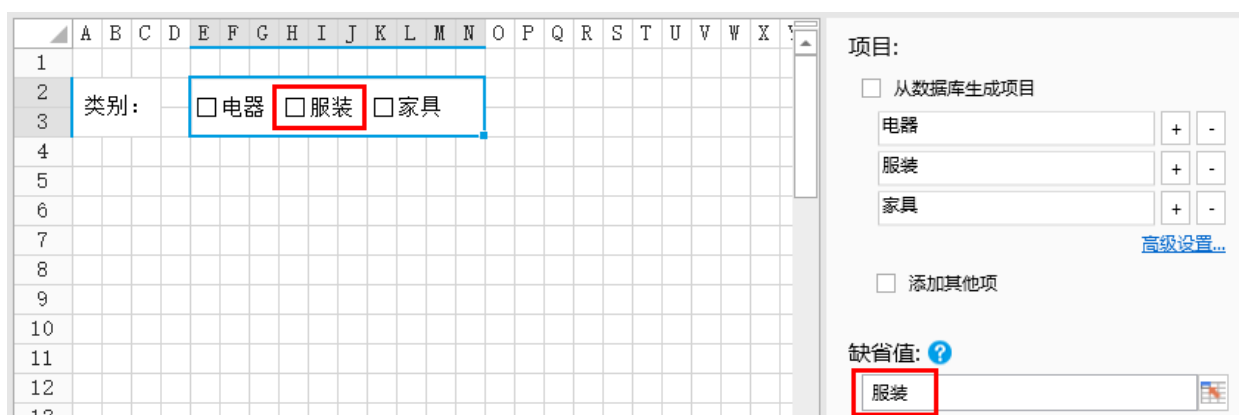 A B C D E F G H I J K L M N O P Q R S T U V W X
1
2
类别： 电器 服装 家具
3
4
5
6
7
8
9
10
11
12
项目:
从数据库生成项目
电器 + -
服装 + -
家具 + -
高级设置...
添加其他项
缺省值: ?
服装